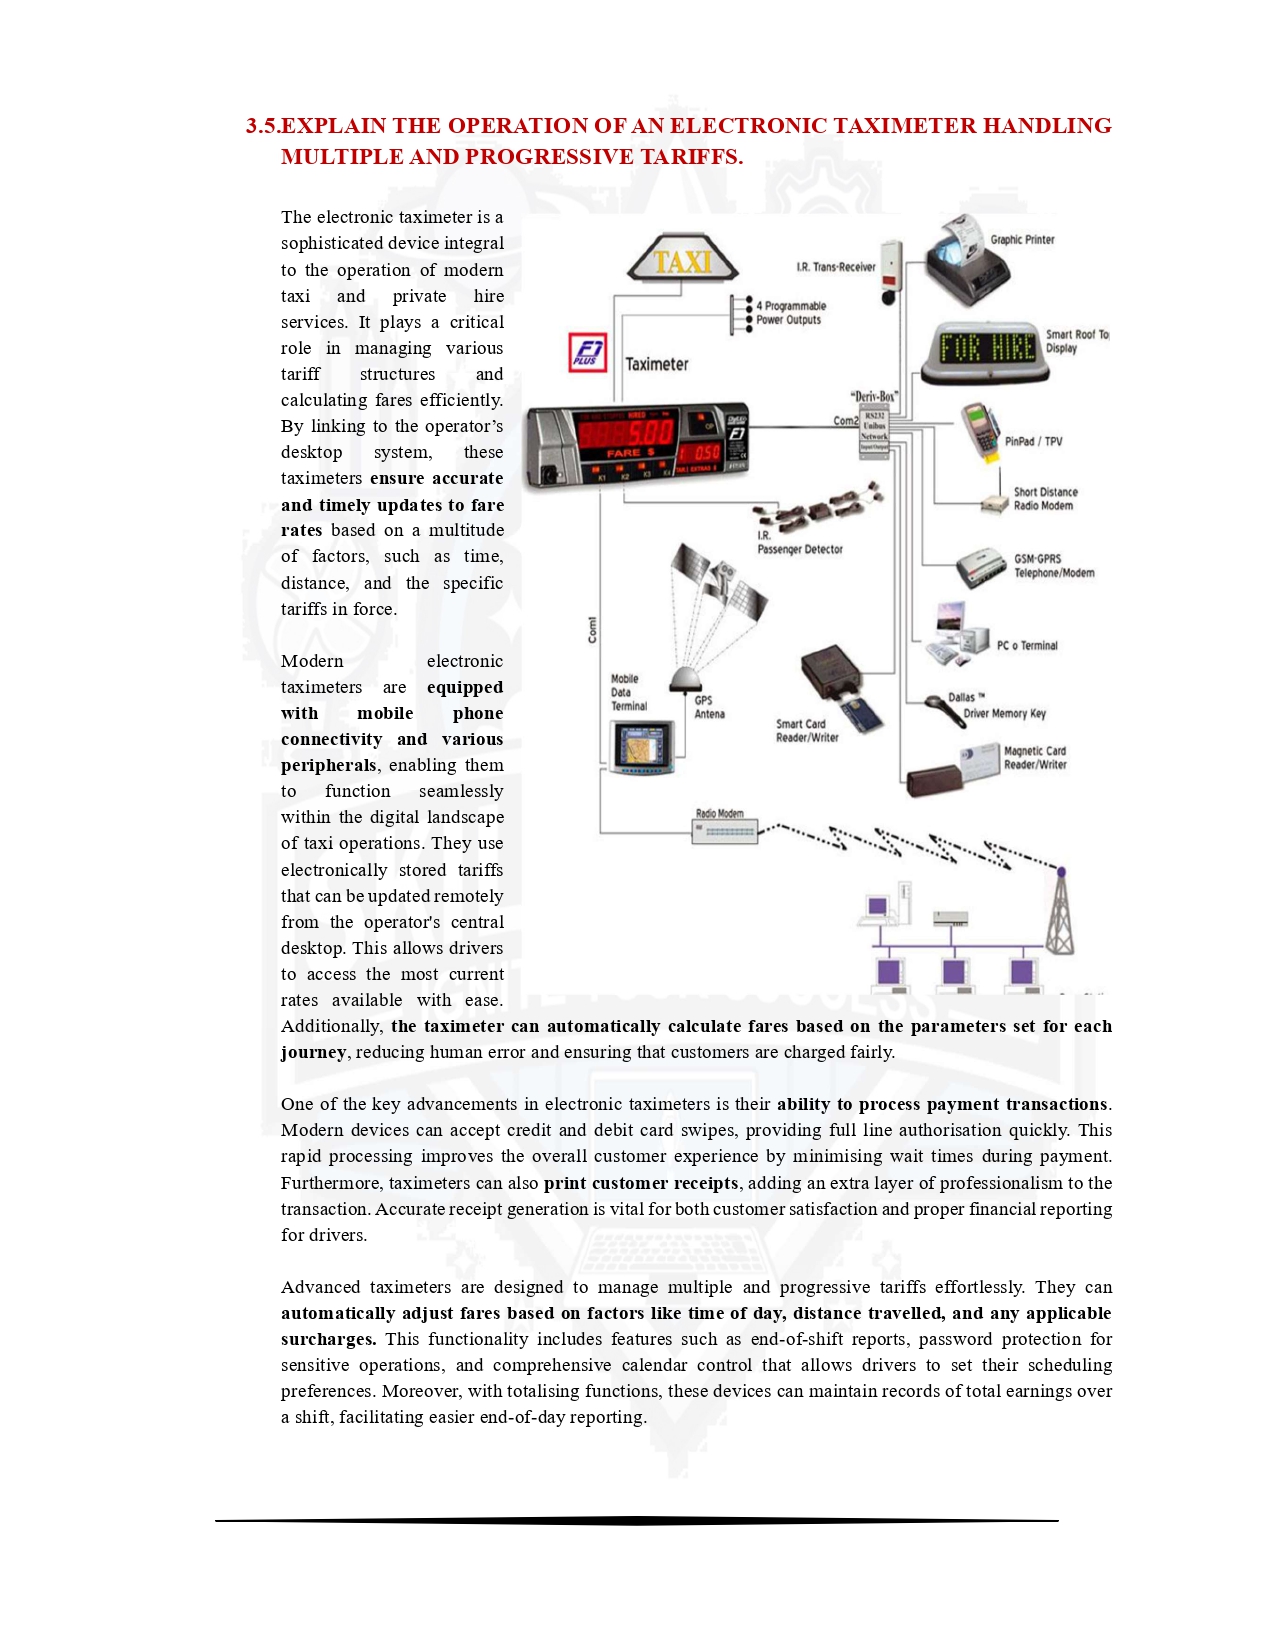 3.5.EXPLAIN THE OPERATION OF AN ELECTRONIC TAXIMETER HANDLING
MULTIPLE AND PROGRESSIVE TARIFFS.
The electronic taximeter is a
sophisticated device integral
to the operation of modern
taxi and private hire
services. It plays a critical
role in managing various
tariff structures and
calculating fares efficiently.
By linking to the operator’s
desktop system, these
taximeters ensure accurate
and timely updates to fare
rates based on a multitude
of factors, such as time,
distance, and the specific
tariffs in force.
Modern electronic
taximeters are equipped
with mobile phone
connectivity and various
peripherals, enabling them
to function seamlessly
within the digital landscape
of taxi operations. They use
electronically stored tariffs
that can be updated remotely
from the operator's central
desktop. This allows drivers
to access the most current
rates available with ease.
Additionally, the taximeter can automatically calculate fares based on the parameters set for each
journey, reducing human error and ensuring that customers are charged fairly.
TAXI
I.R. Trans-Receiver
Graphic Printer
4 Programmable
Power Outputs
FOR HIRE
Smart Roof To
Display
F1
PLUS
Taximeter
"Deriv-Box"
Com2
RS232
Unibus
Network
HIRED
5.00
FARE $
0.50
K1 K2 K3 K4
F1
PinPad / TPV
Short Distance
Radio Modem
I.R.
Passenger Detector
GSM-GPRS
Telephone/Modem
Com1
PC o Terminal
Mobile
Data
Terminal
GPS
Antena
Smart Card
Reader/Writer
Dallas ™
Driver Memory Key
Magnetic Card
Reader/Writer
Radio Modem
One of the key advancements in electronic taximeters is their ability to process payment transactions.
Modern devices can accept credit and debit card swipes, providing full line authorisation quickly. This
rapid processing improves the overall customer experience by minimising wait times during payment.
Furthermore, taximeters can also print customer receipts, adding an extra layer of professionalism to the
transaction. Accurate receipt generation is vital for both customer satisfaction and proper financial reporting
for drivers.
Advanced taximeters are designed to manage multiple and progressive tariffs effortlessly. They can
automatically adjust fares based on factors like time of day, distance travelled, and any applicable
surcharges. This functionality includes features such as end-of-shift reports, password protection for
sensitive operations, and comprehensive calendar control that allows drivers to set their scheduling
preferences. Moreover, with totalising functions, these devices can maintain records of total earnings over
a shift, facilitating easier end-of-day reporting.